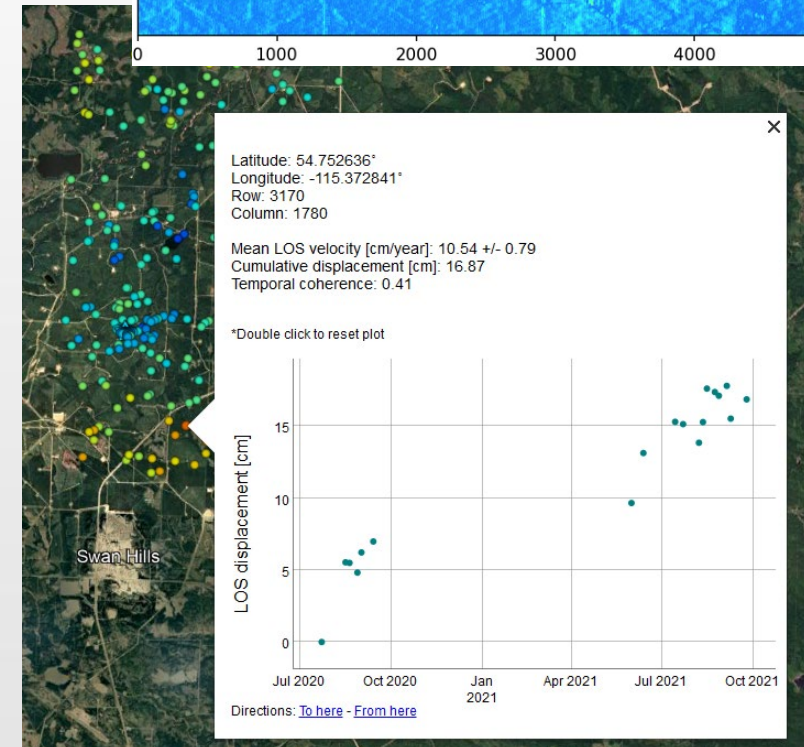 0 1000 2000 3000 4000
×
Latitude: 54.752636°
Longitude: -115.372841°
Row: 3170
Column: 1780
Mean LOS velocity [cm/year]: 10.54 +/- 0.79
Cumulative displacement [cm]: 16.87
Temporal coherence: 0.41
*Double click to reset plot
LOS displacement [cm]
15
10
5
0
Jul 2020 Oct 2020 Jan Apr 2021 Jul 2021 Oct 2021
2021
Directions: To here - From here
Swan Hills